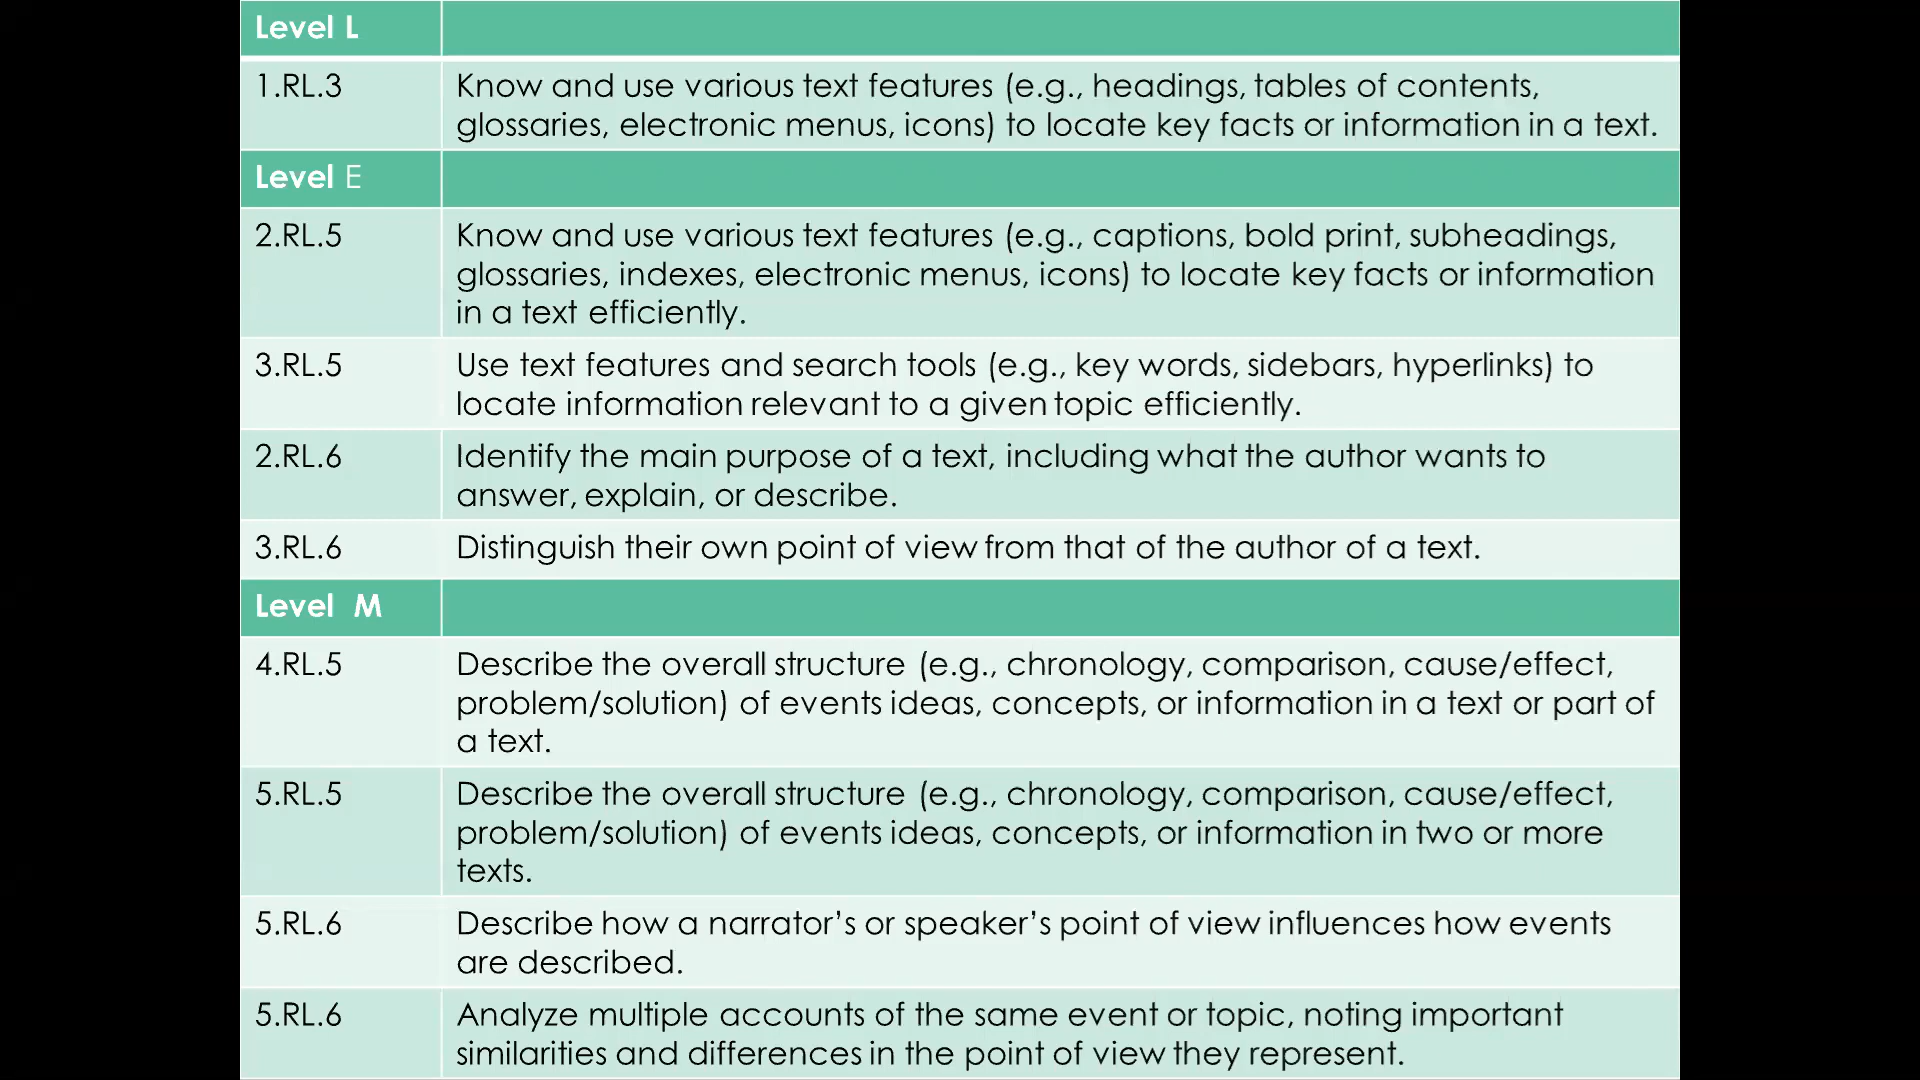 Level L
1.RL.3 Know and use various text features (e.g., headings, tables of contents,
glossaries, electronic menus, icons) to locate key facts or information in a text.
Level E
2.RL.5 Know and use various text features (e.g., captions, bold print, subheadings,
glossaries, indexes, electronic menus, icons) to locate key facts or information
in a text efficiently.
3.RL.5 Use text features and search tools (e.g., key words, sidebars, hyperlinks) to
locate information relevant to a given topic efficiently.
2.RL.6 Identify the main purpose of a text, including what the author wants to
answer, explain, or describe.
3.RL.6 Distinguish their own point of view from that of the author of a text.
Level M
4.RL.5 Describe the overall structure (e.g., chronology, comparison, cause/effect,
problem/solution) of events ideas, concepts, or information in a text or part of
a text.
5.RL.5 Describe the overall structure (e.g., chronology, comparison, cause/effect,
problem/solution) of events ideas, concepts, or information in two or more
texts.
5.RL.6 Describe how a narrator’s or speaker’s point of view influences how events
are described.
5.RL.6 Analyze multiple accounts of the same event or topic, noting important
similarities and differences in the point of view they represent.